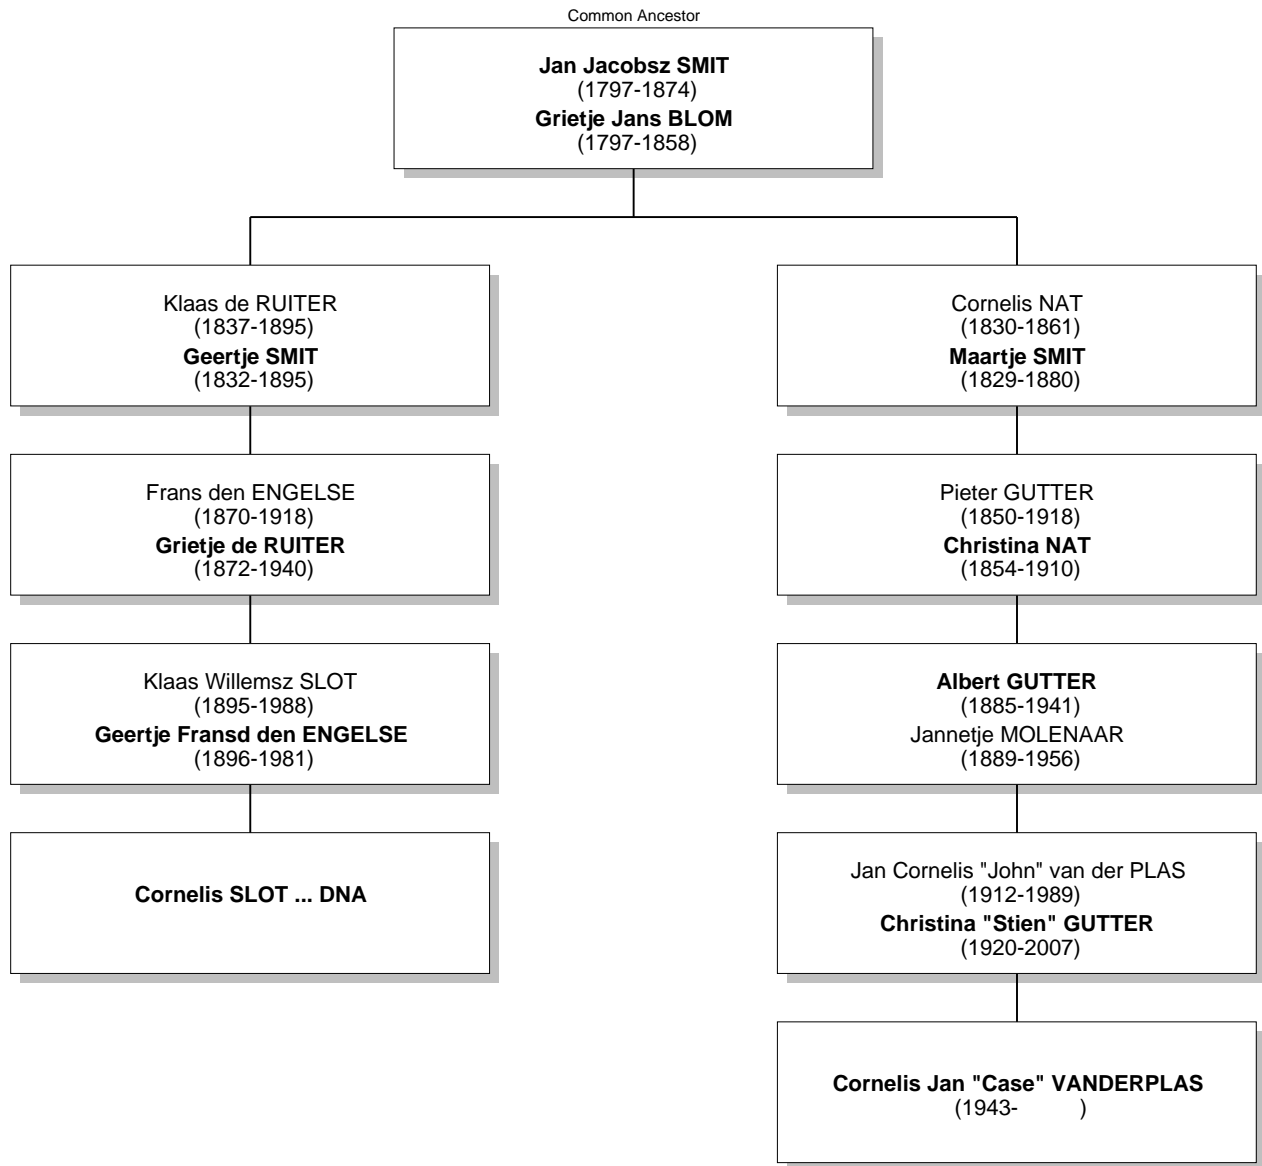 Common Ancestor
Jan Jacobsz SMIT
(1797-1874)
Grietje Jans BLOM
(1797-1858)
Klaas de RUITER
(1837-1895)
Geertje SMIT
(1832-1895)
Cornelis NAT
(1830-1861)
Maartje SMIT
(1829-1880)
Frans den ENGELSE
(1870-1918)
Grietje de RUITER
(1872-1940)
Pieter GUTTER
(1850-1918)
Christina NAT
(1854-1910)
Klaas Willemsz SLOT
(1895-1988)
Geertje Fransd den ENGELSE
(1896-1981)
Albert GUTTER
(1885-1941)
Jannetje MOLENAAR
(1889-1956)
Cornelis SLOT ... DNA
Jan Cornelis "John" van der PLAS
(1912-1989)
Christina "Stien" GUTTER
(1920-2007)
Cornelis Jan "Case" VANDERPLAS
(1943- )